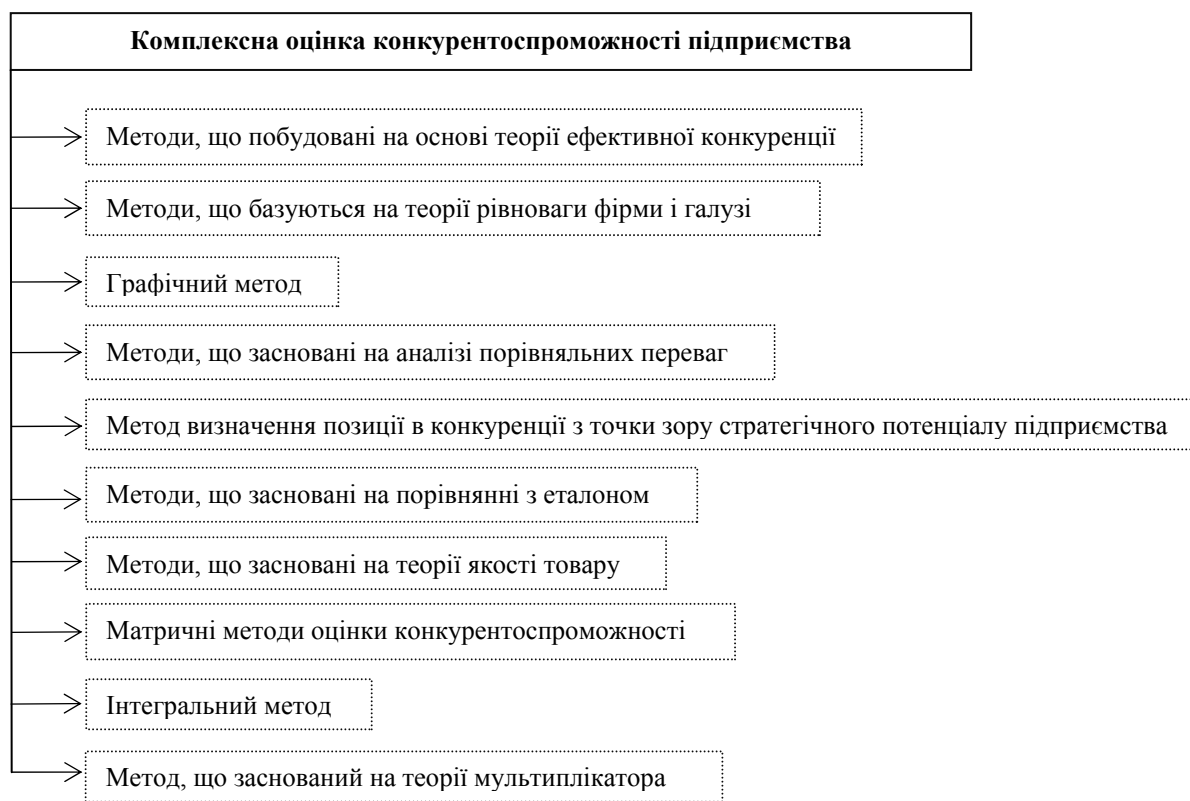 Комплексна оцінка конкурентоспроможності підприємства
Методи, що побудовані на основі теорії ефективної конкуренції
Методи, що базуються на теорії рівноваги фірми і галузі
Графічний метод
Методи, що засновані на аналізі порівняльних переваг
Метод визначення позиції в конкуренції з точки зору стратегічного потенціалу підприємства
Методи, що засновані на порівнянні з еталоном
Методи, що засновані на теорії якості товару
Матричні методи оцінки конкурентоспроможності
Інтегральний метод
Метод, що заснований на теорії мультиплікатора